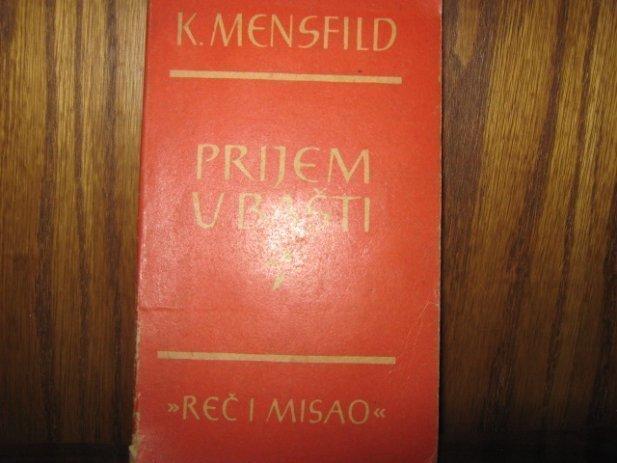 K. MENSFILD
PRIJEM
U BAŠTI
»REČ I MISAO«